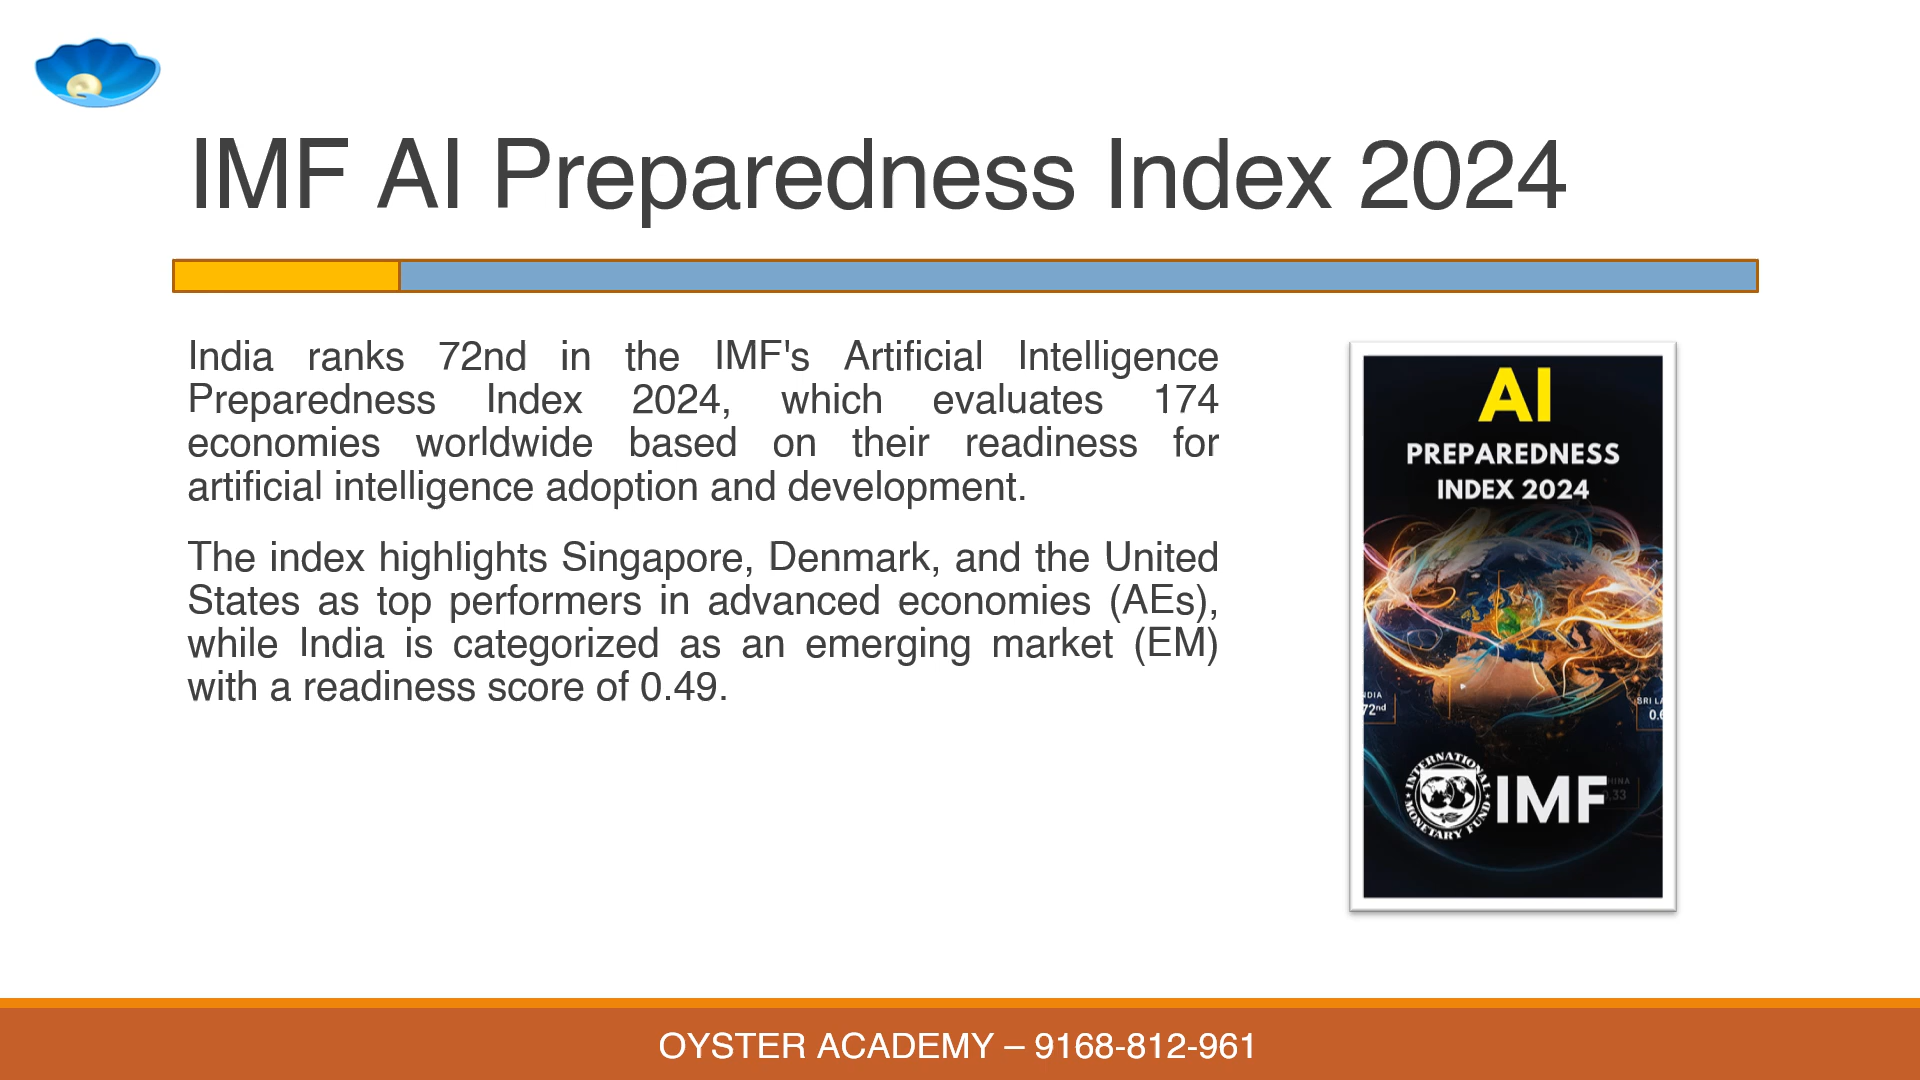 IMF AI Preparedness Index 2024
India ranks 72nd in the IMF's Artificial Intelligence
Preparedness Index 2024, which evaluates 174
economies worldwide based on their readiness for
artificial intelligence adoption and development.
The index highlights Singapore, Denmark, and the United
States as top performers in advanced economies (AEs),
while India is categorized as an emerging market (EM)
with a readiness score of 0.49.
AI
PREPAREDNESS
INDEX 2024
72nd
SRI
INTERNATIONAL MONETARY FUND
IMF
OYSTER ACADEMY – 9168-812-961